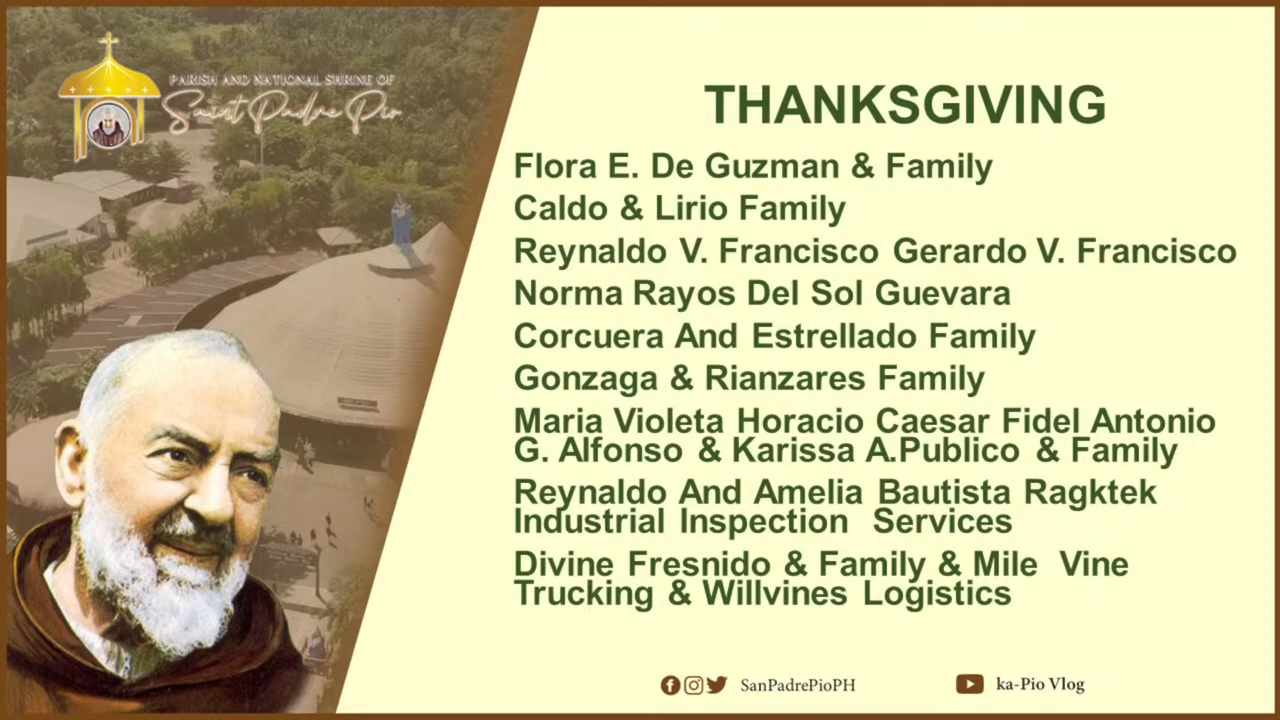 PARISH AND NATIONAL SHRINE OF
Saint Padre Pio
THANKSGIVING
Flora E. De Guzman & Family
Caldo & Lirio Family
Reynaldo V. Francisco Gerardo V. Francisco
Norma Rayos Del Sol Guevara
Corcuera And Estrellado Family
Gonzaga & Rianzares Family
Maria Violeta Horacio Caesar Fidel Antonio
G. Alfonso & Karissa A.Publico & Family
Reynaldo And Amelia Bautista Ragktek
Industrial Inspection Services
Divine Fresnido & Family & Mile Vine
Trucking & Willvines Logistics
SanPadrePioPH
ka-Pio Vlog